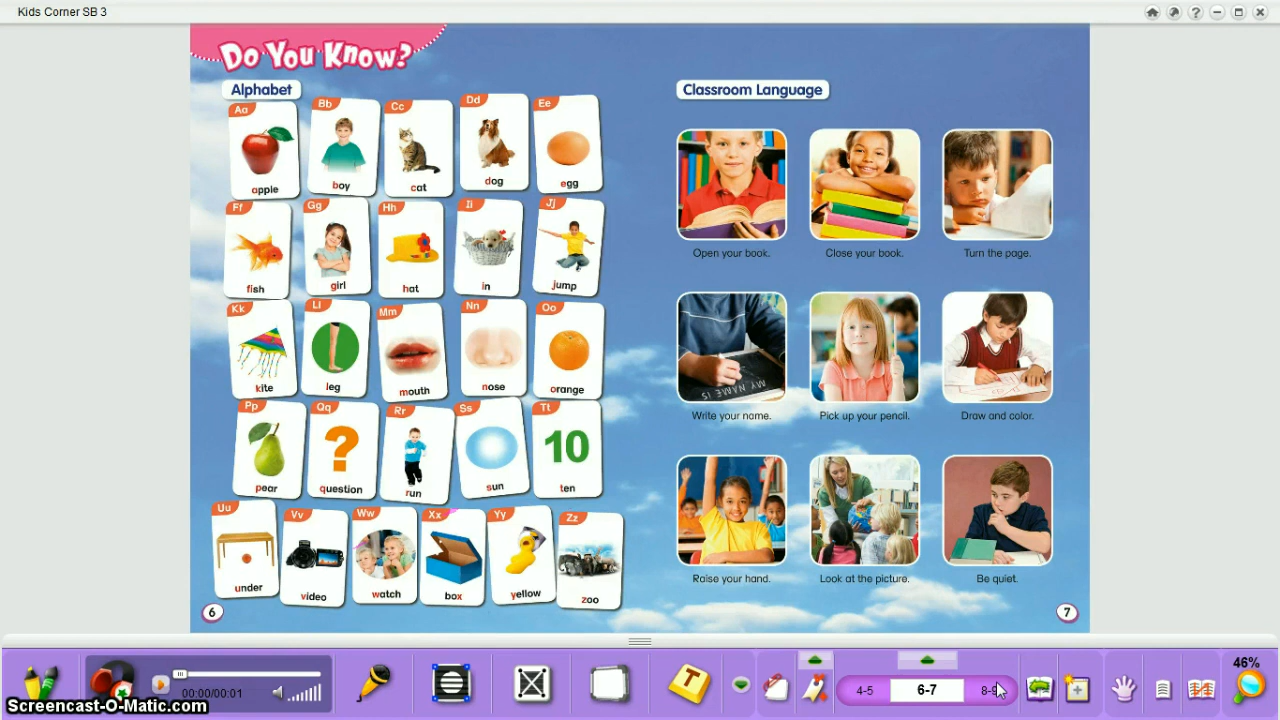 Kids Corner SB 3
Do You Know?
Alphabet
Aa
apple
Bb
boy
Cc
cat
Dd
dog
Ee
egg
Ff
fish
Gg
girl
Hh
hat
Ii
in
Jj
jump
Kk
kite
Ll
leg
Mm
mouth
Nn
nose
Oo
orange
Pp
pear
Qq
?
question
Rr
run
Ss
sun
Tt
10
ten
Uu
under
Vv
video
Ww
watch
Xx
box
Yy
yellow
Zz
zoo
6
Classroom Language
Open your book.
Close your book.
Turn the page.
Write your name.
MY NAME IS
Pick up your pencil.
Draw and color.
Raise your hand.
Look at the picture.
Be quiet.
7
00:00/00:01
T
4-5
6-7
8-9
46%
Screencast-O-Matic.com